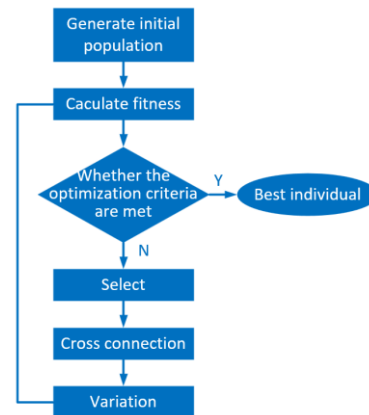 Generate initial
population
Caculate fitness
Whether the
optimization criteria
are met
Y
Best individual
N
Select
Cross connection
Variation